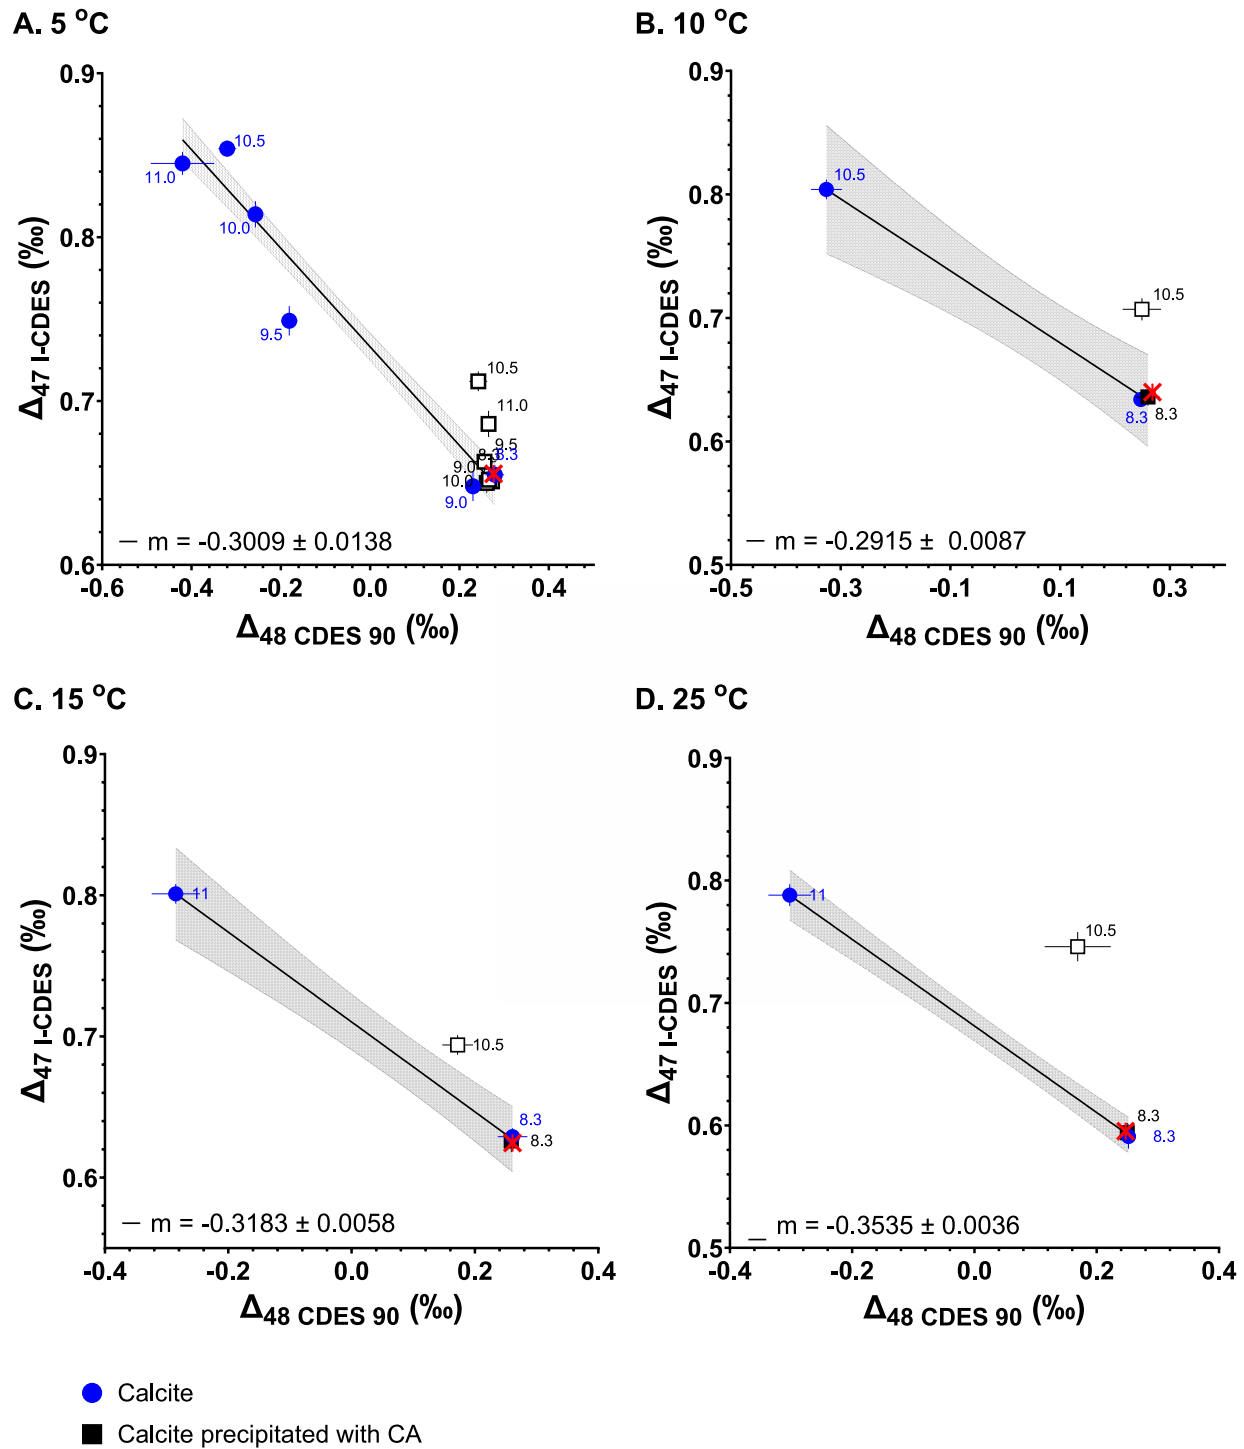 A. 5 °C
0.9
0.8
0.7
0.6
Δ47 I-CDES (‰)
10.5
11.0
10.0
9.5
10.5
11.0
9.5
8.3
8.3
9.0
10.0
9.0
— m = -0.3009 ± 0.0138
-0.6 -0.4 -0.2 0.0 0.2 0.4
Δ48 CDES 90 (‰)
B. 10 °C
0.9
0.8
0.7
0.6
0.5
Δ47 I-CDES (‰)
10.5
10.5
8.3
8.3
— m = -0.2915 ± 0.0087
-0.5 -0.3 -0.1 0.1 0.3
Δ48 CDES 90 (‰)
C. 15 °C
0.9
0.8
0.7
0.6
Δ47 I-CDES (‰)
11
10.5
8.3
8.3
— m = -0.3183 ± 0.0058
-0.4 -0.2 0.0 0.2 0.4
Δ48 CDES 90 (‰)
D. 25 °C
0.9
0.8
0.7
0.6
0.5
Δ47 I-CDES (‰)
11
10.5
8.3
8.3
— m = -0.3535 ± 0.0036
-0.4 -0.2 0.0 0.2 0.4
Δ48 CDES 90 (‰)
Calcite
Calcite precipitated with CA